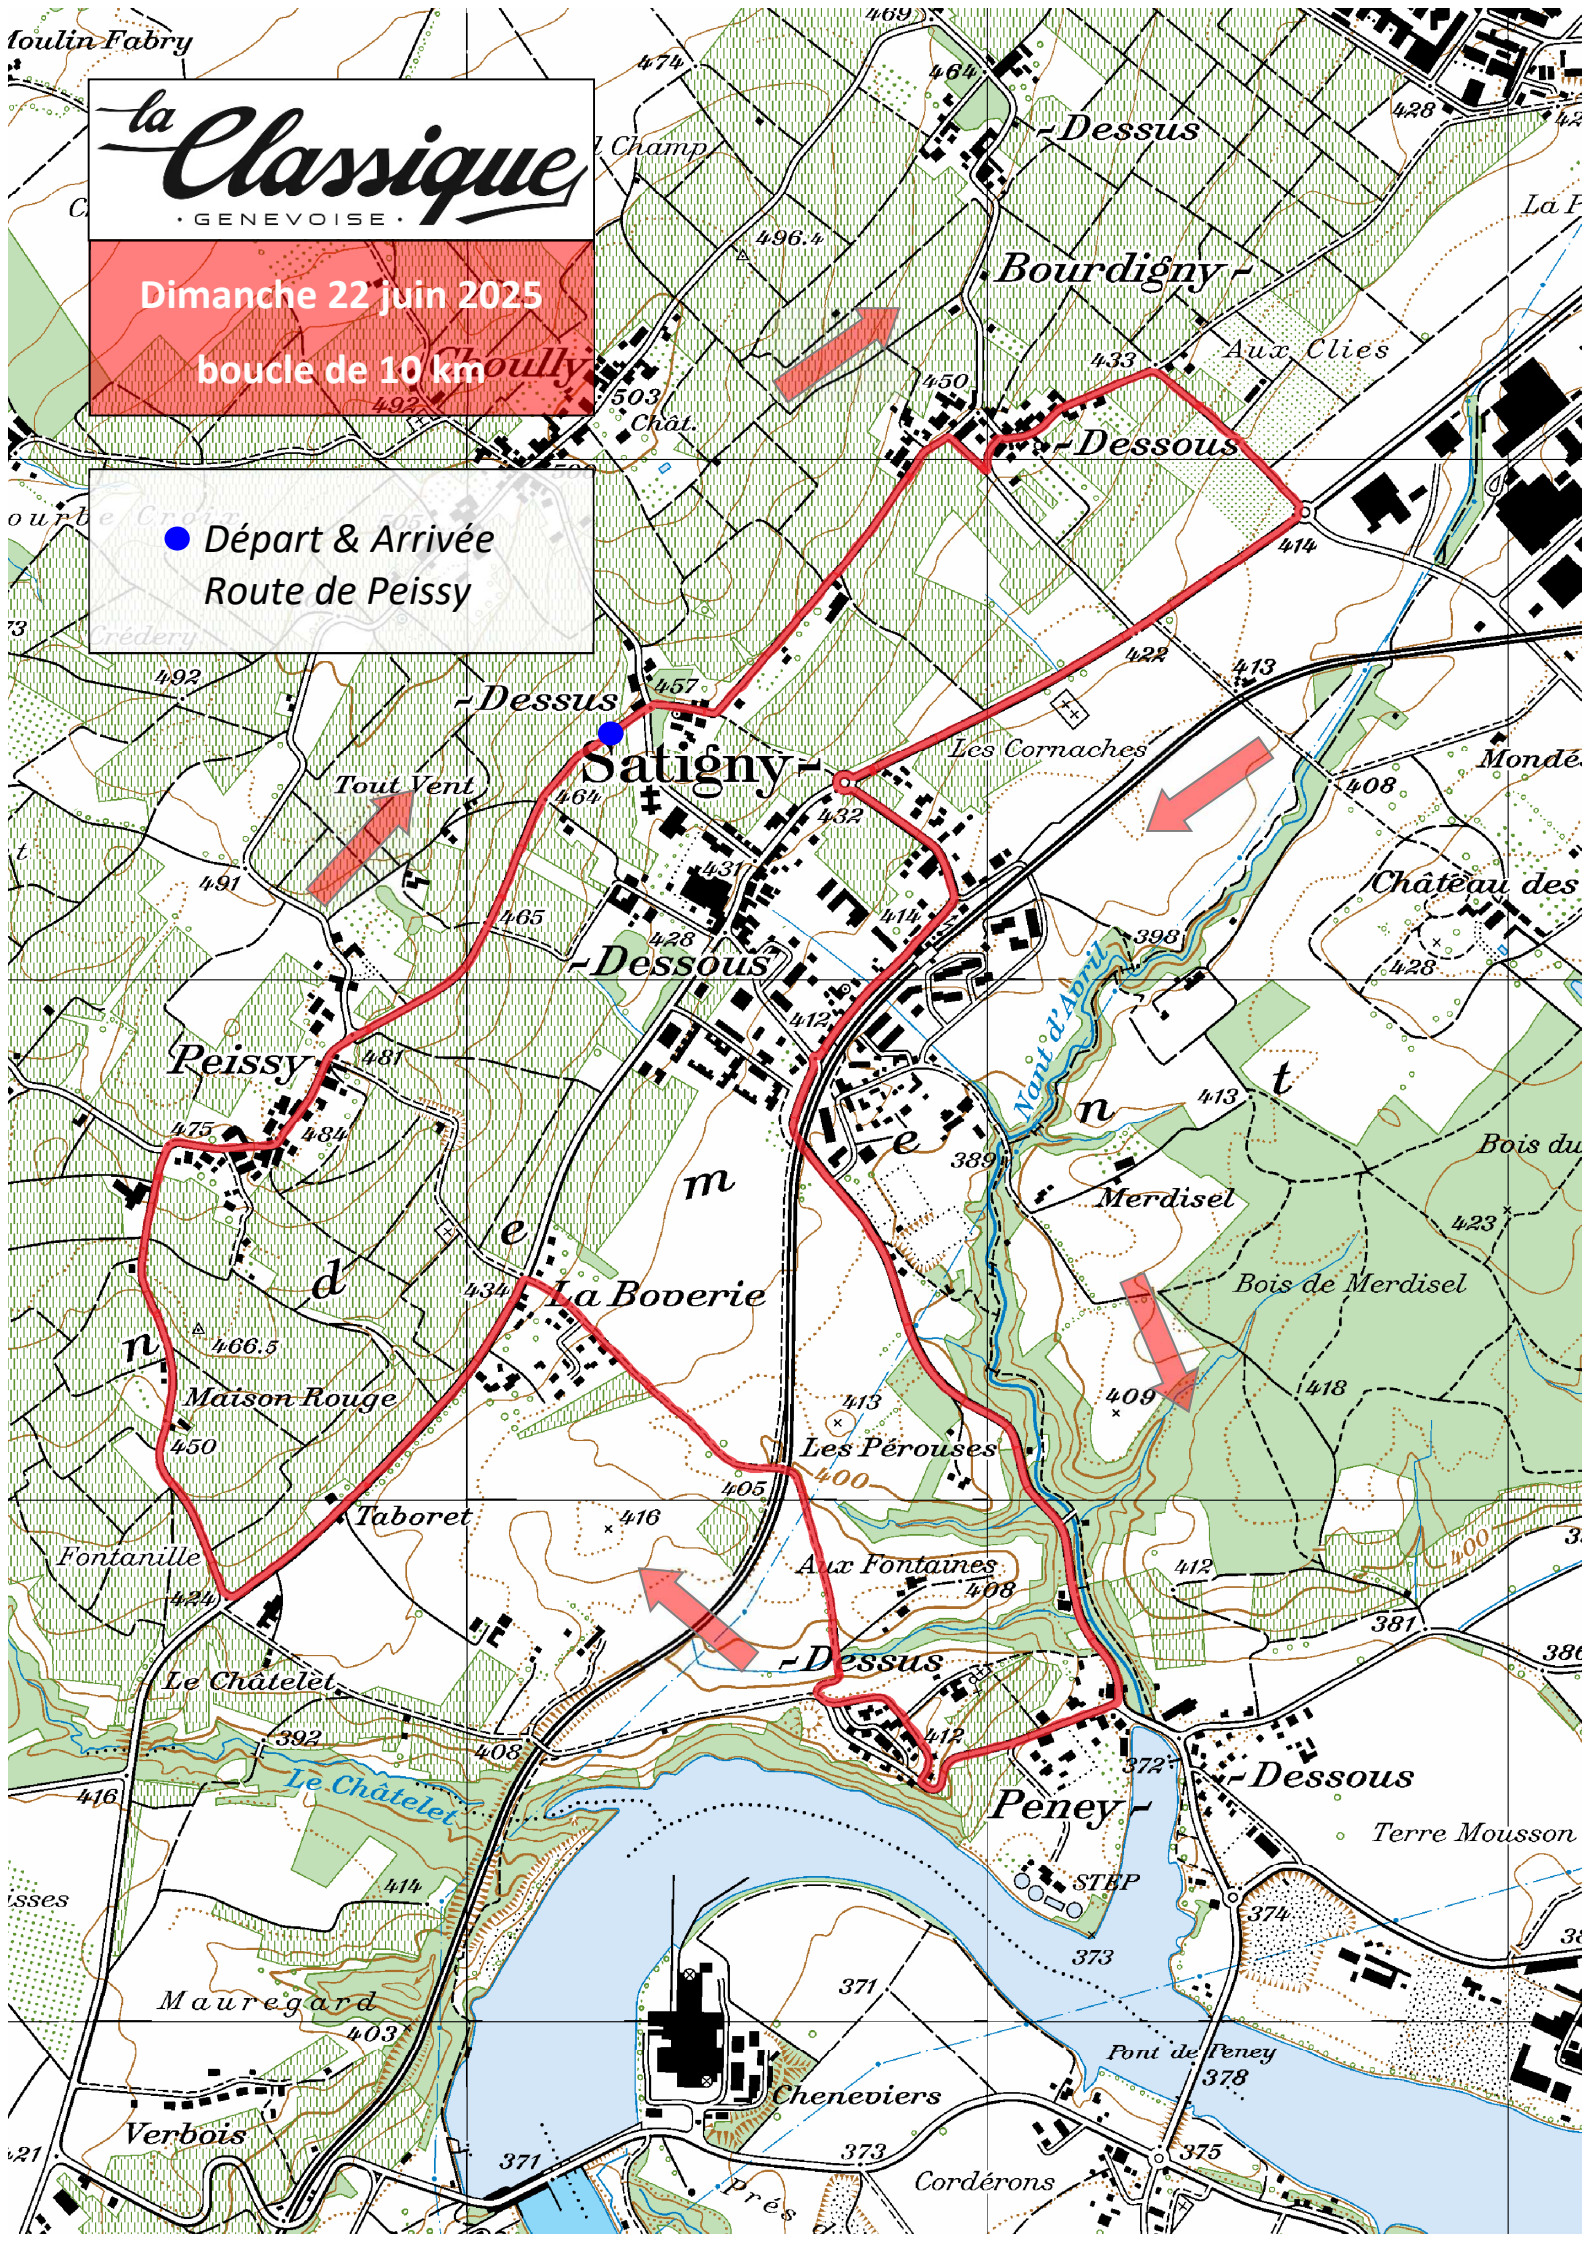 Moulin Fabry
474
469
464
428
la
Classique
· GENEVOISE ·
Champ
-Dessus
La P
496.4
Bourdigny-
Dimanche 22 juin 2025
boucle de 10 km
Choully
492
503
Chât.
450
433
Aux Clies
-Dessous
414
Départ & Arrivée
Route de Peissy
Crédery
492
-Dessus
457
422
413
Satigny-
Les Cornaches
Tout Vent
464
432
408
491
431
Château des
465
428
414
398
428
-Dessous
412
Nant d'Avril
Peissy
481
413
t
n
475
484
e
389
Bois du
m
Merdisel
423
e
d
434
La Boverie
Bois de Merdisel
n
466.5
Maison Rouge
413
409
418
450
Les Pérouses
405
400
Taboret
416
Fontanille
Aux Fontaines
408
412
400
424
381
-Dessus
386
Le Châtelet
392
408
412
372
-Dessous
416
Le Châtelet
Peney-
Terre Mousson
414
STEP
374
373
Mauregard
371
403
Pont de Peney
378
Cheneviers
Verbois
421
371
373
375
Cordérons
Prés d